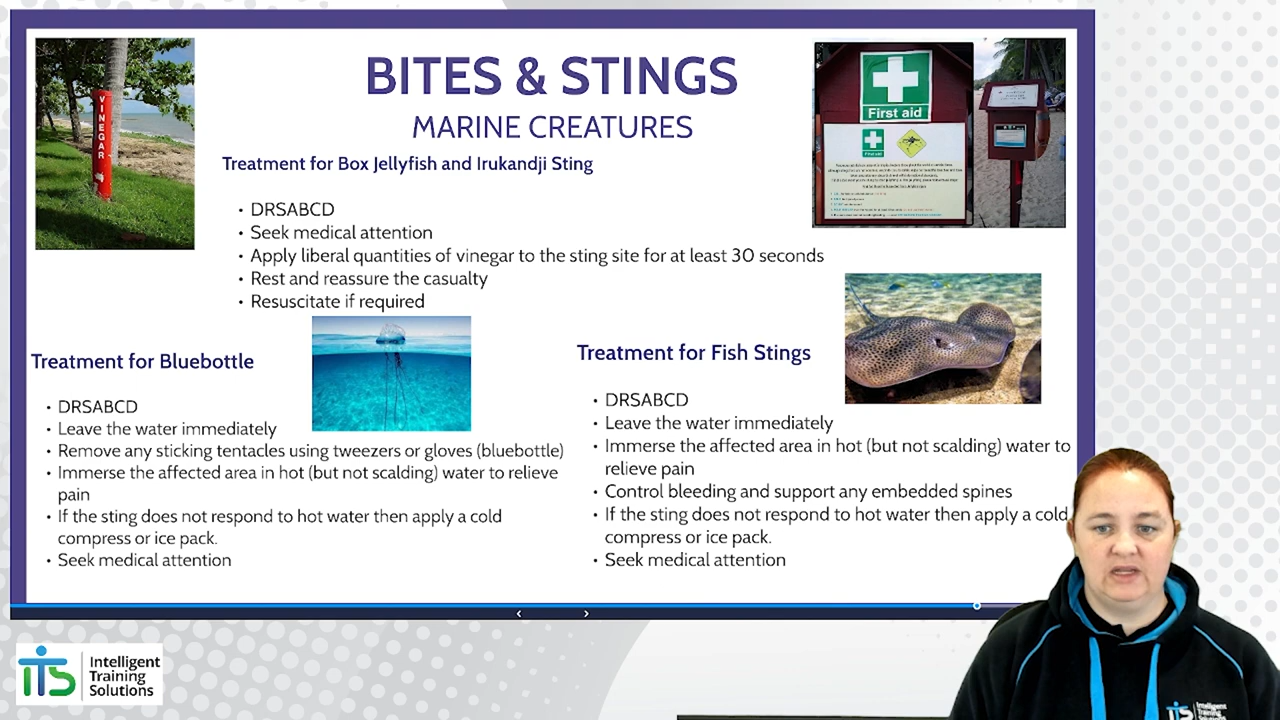 BITES & STINGS
MARINE CREATURES
VINEGAR
First aid
First aid
Treatment for Box Jellyfish and Irukandji Sting
• DRSABCD
• Seek medical attention
• Apply liberal quantities of vinegar to the sting site for at least 30 seconds
• Rest and reassure the casualty
• Resuscitate if required
Treatment for Bluebottle
• DRSABCD
• Leave the water immediately
• Remove any sticking tentacles using tweezers or gloves (bluebottle)
• Immerse the affected area in hot (but not scalding) water to relieve
pain
• If the sting does not respond to hot water then apply a cold
compress or ice pack.
• Seek medical attention
Treatment for Fish Stings
• DRSABCD
• Leave the water immediately
• Immerse the affected area in hot (but not scalding) water to
relieve pain
• Control bleeding and support any embedded spines
• If the sting does not respond to hot water then apply a cold
compress or ice pack.
• Seek medical attention
iTS
Intelligent
Training
Solutions
iTS
Intelligent
Training